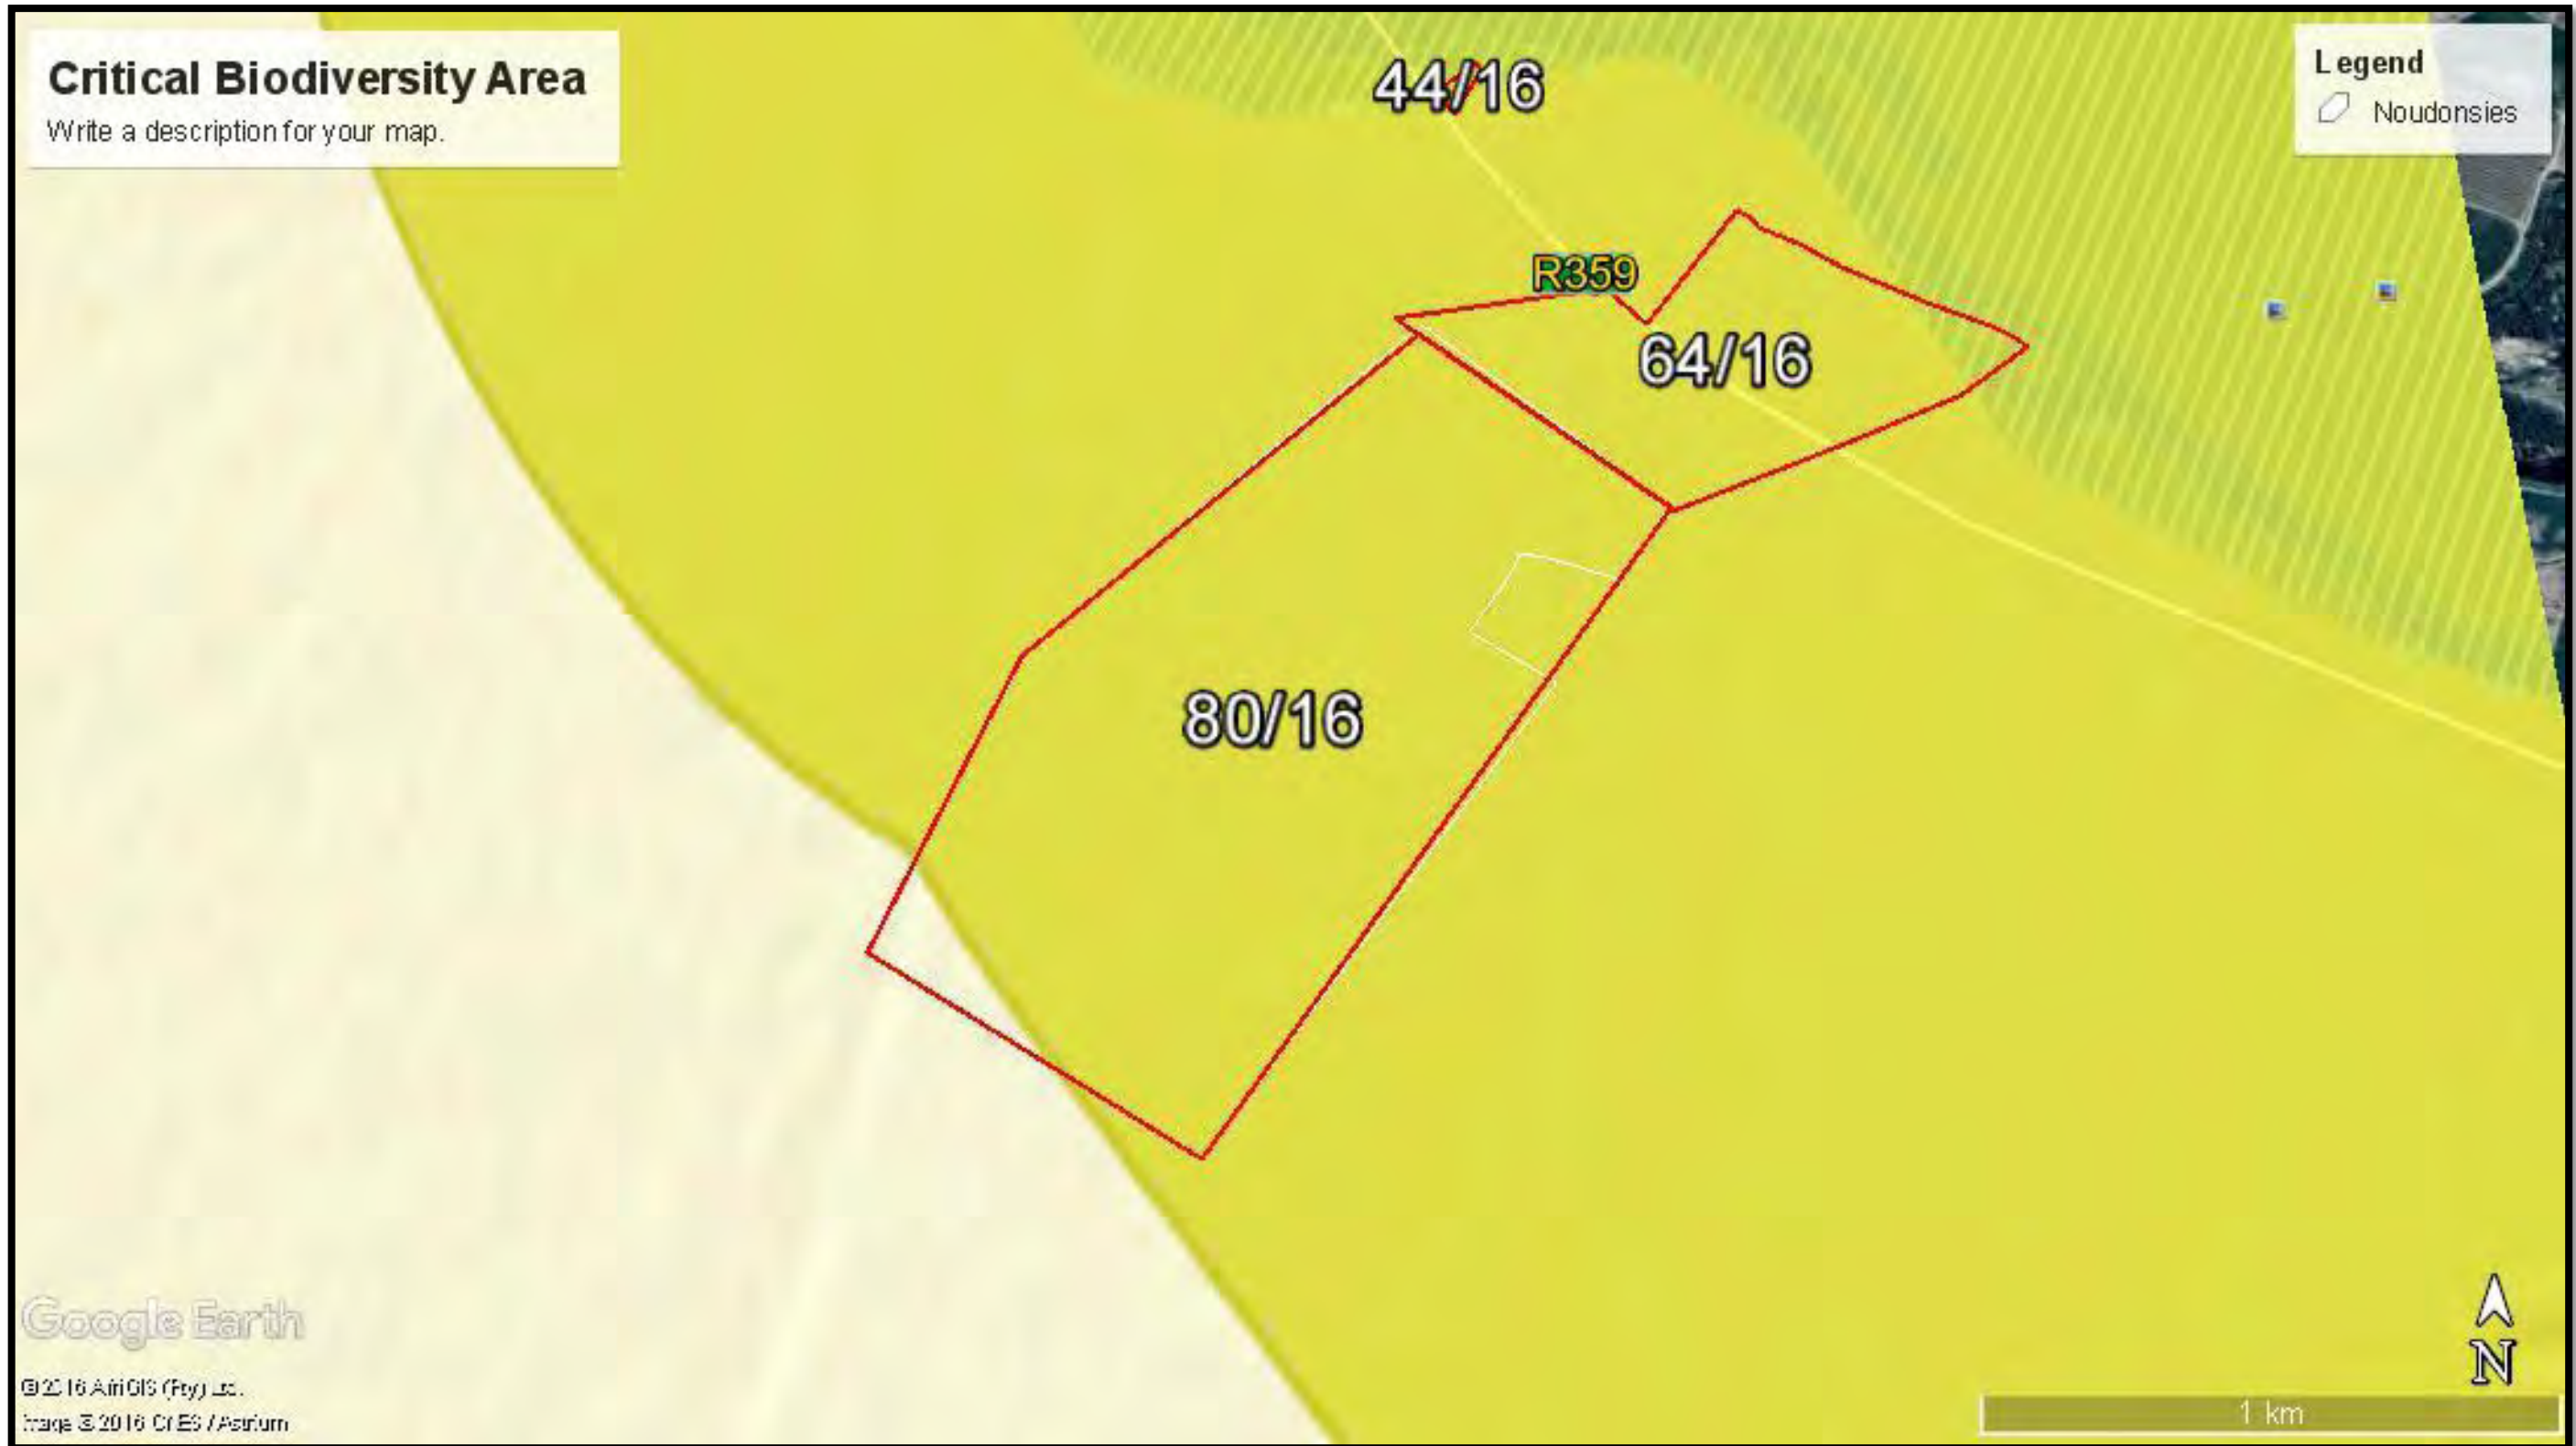 Critical Biodiversity Area
Write a description for your map.
44/16
Legend
Noudonsies
R359
64/16
80/16
Google Earth
N
1 km